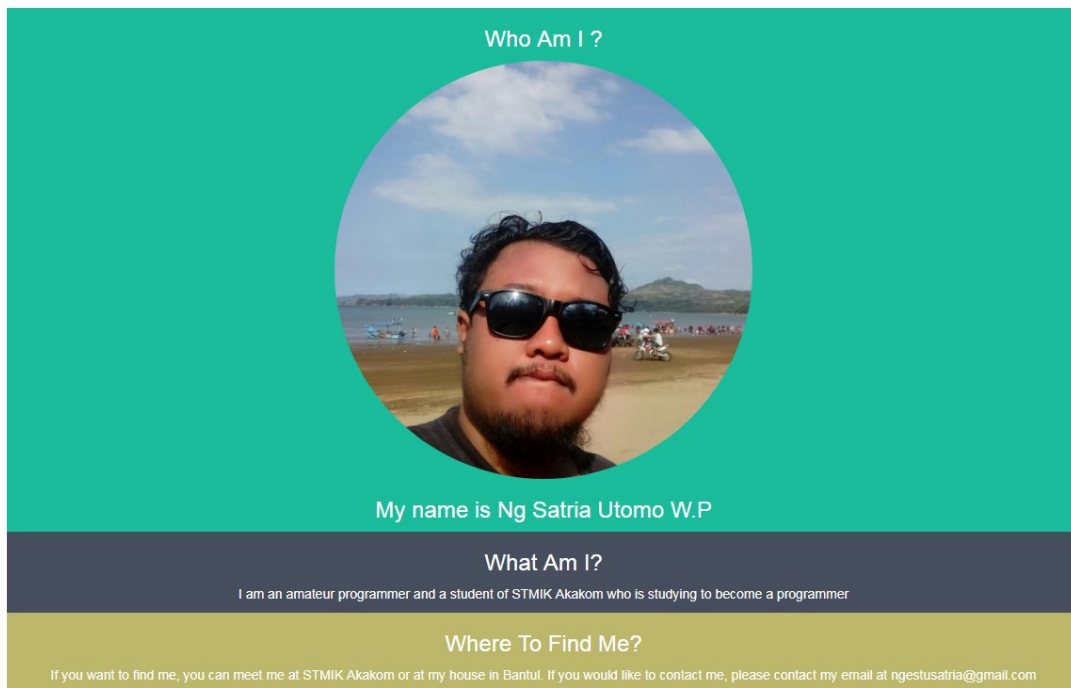 Who Am I ?
My name is Ng Satria Utomo W.P
What Am I?
I am an amateur programmer and a student of STMIK Akakom who is studying to become a programmer
Where To Find Me?
If you want to find me, you can meet me at STMIK Akakom or at my house in Bantul. If you would like to contact me, please contact my email at ngestusatria@gmail.com